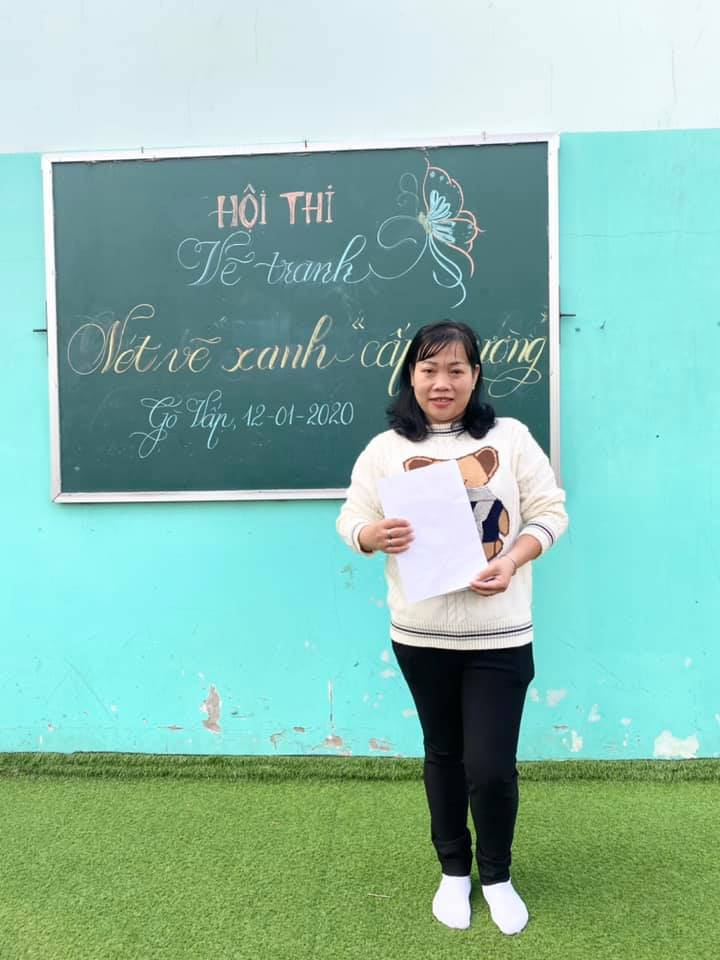 HỘI THI
Vẽ tranh
Nét vẽ xanh "cấp
Gò Vấp, 12-01-2020